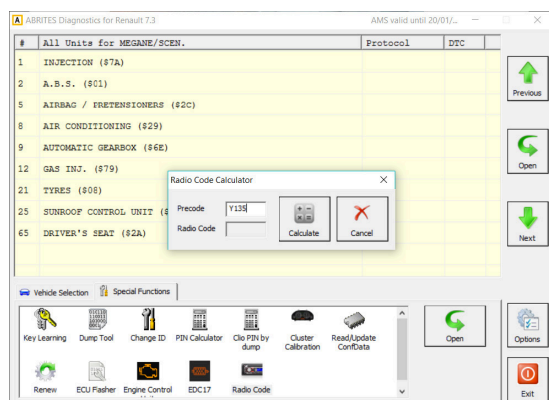 ABRITES Diagnostics for Renault 7.3
AMS valid until 20/01/...
# All Units for MEGANE/SCEN. Protocol DTC
1 INJECTION ($7A)
2 A.B.S. ($01)
5 AIRBAG / PRETENSIONERS ($2C)
8 AIR CONDITIONING ($29)
9 AUTOMATIC GEARBOX ($6E)
12 GAS INJ. ($79)
21 TYRES ($08)
25 SUNROOF CONTROL UNIT ($
65 DRIVER'S SEAT ($2A)
Previous
Open
Next
Radio Code Calculator
Precode Y135
Radio Code
Calculate Cancel
Vehicle Selection Special Functions
Key Learning Dump Tool Change ID PIN Calculator Clio PIN by dump Cluster Calibration Read/Update ConfData
Renew ECU Flasher Engine Control EDC17 Radio Code
Open
Options
Exit